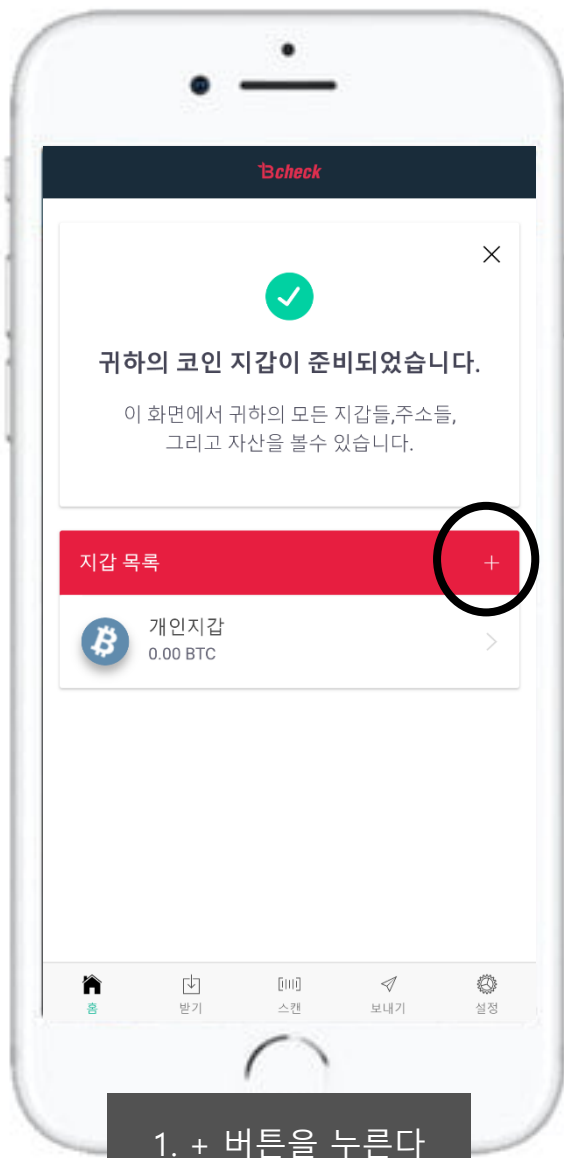 Bcheck
귀하의 코인 지갑이 준비되었습니다.
이 화면에서 귀하의 모든 지갑들,주소들,
그리고 자산을 볼수 있습니다.
지갑 목록 +
개인지갑
0.00 BTC
홈 받기 스캔 보내기 설정
1. + 버튼을 누른다